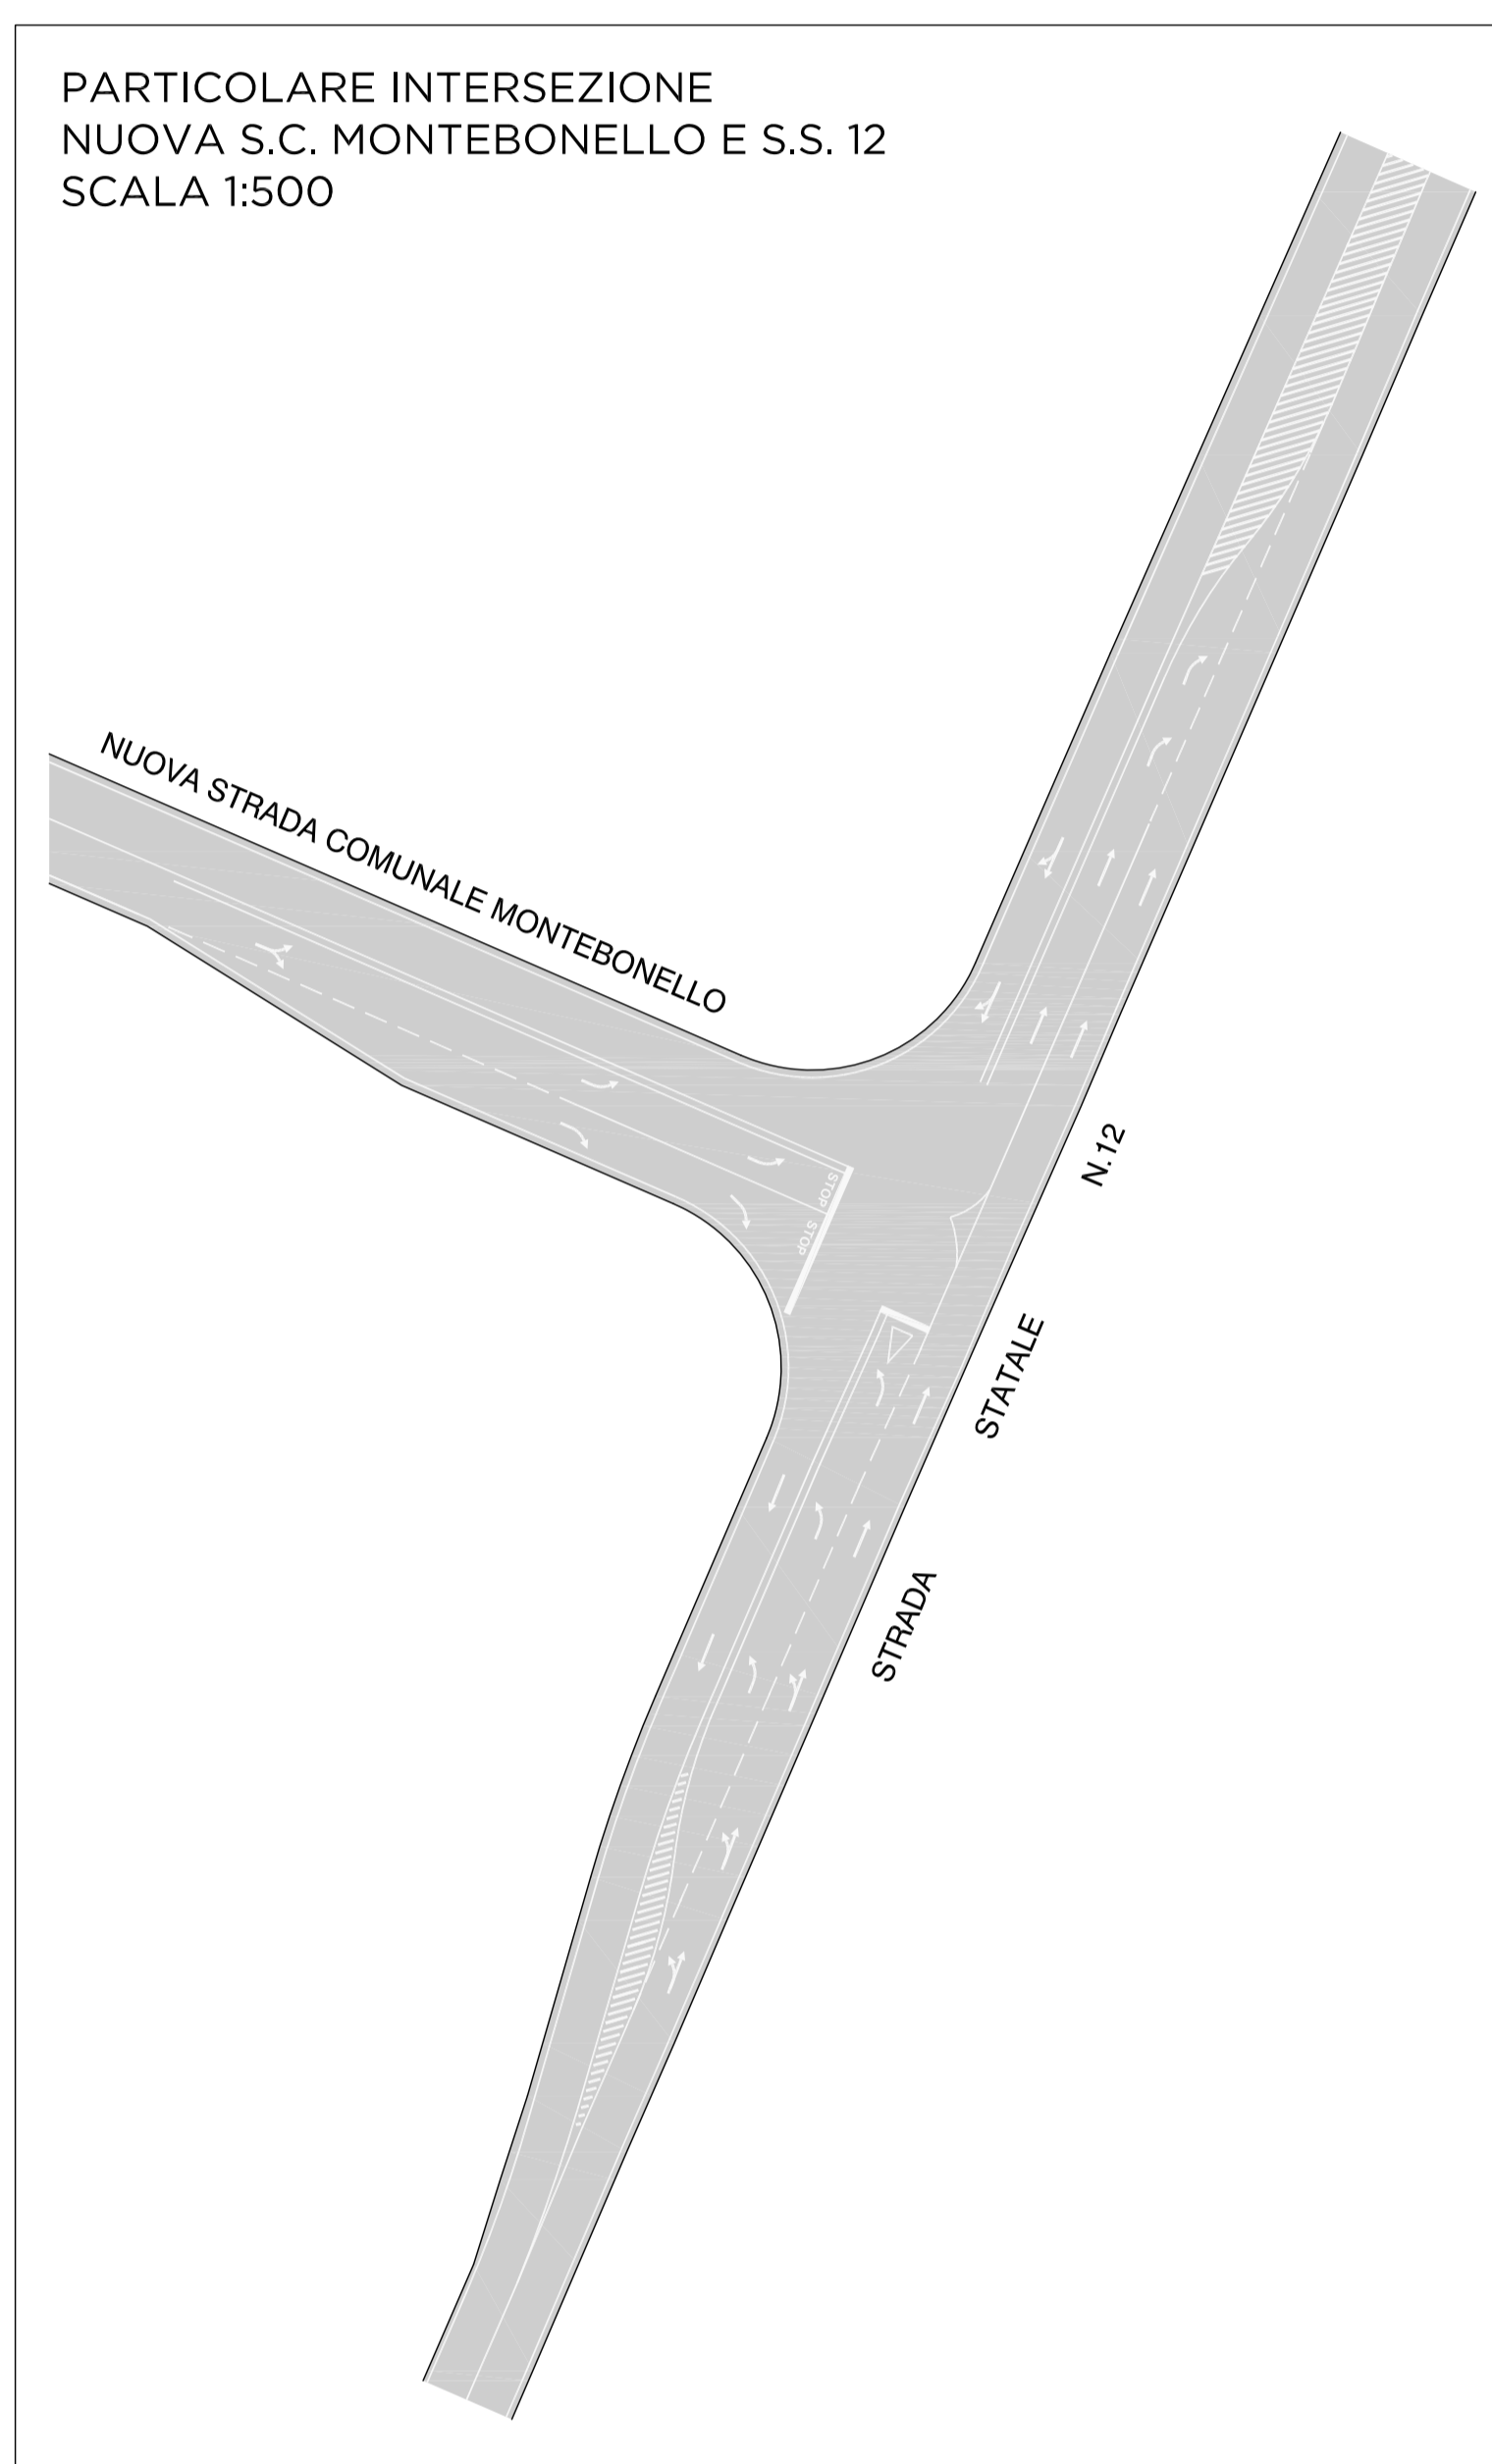 PARTICOLARE INTERSEZIONE
NUOVA S.C. MONTEBONELLO E S.S. 12
SCALA 1:500
NUOVA STRADA COMUNALE MONTEBONELLO
STOP
STOP
STRADA STATALE N.12